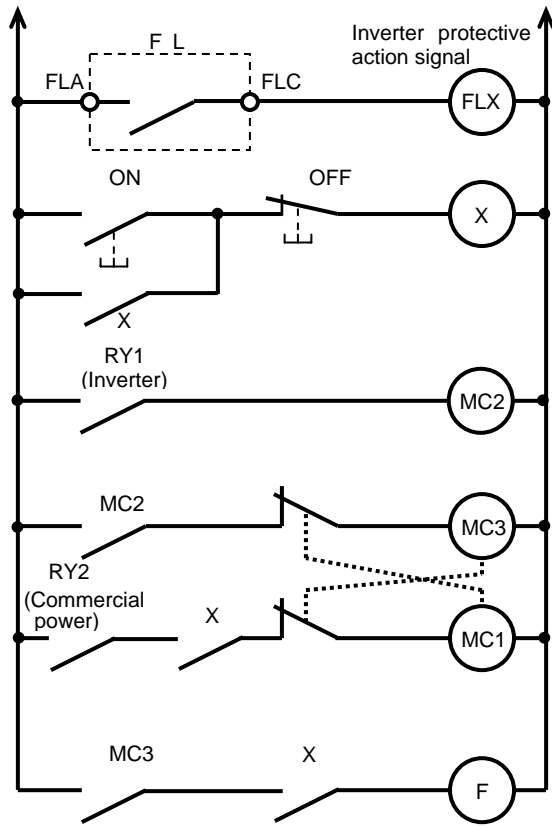 F L
Inverter protective
action signal
FLA
FLC
FLX
ON
OFF
X
X
RY1
(Inverter)
MC2
MC2
MC3
RY2
(Commercial
power)
X
MC1
MC3
X
F